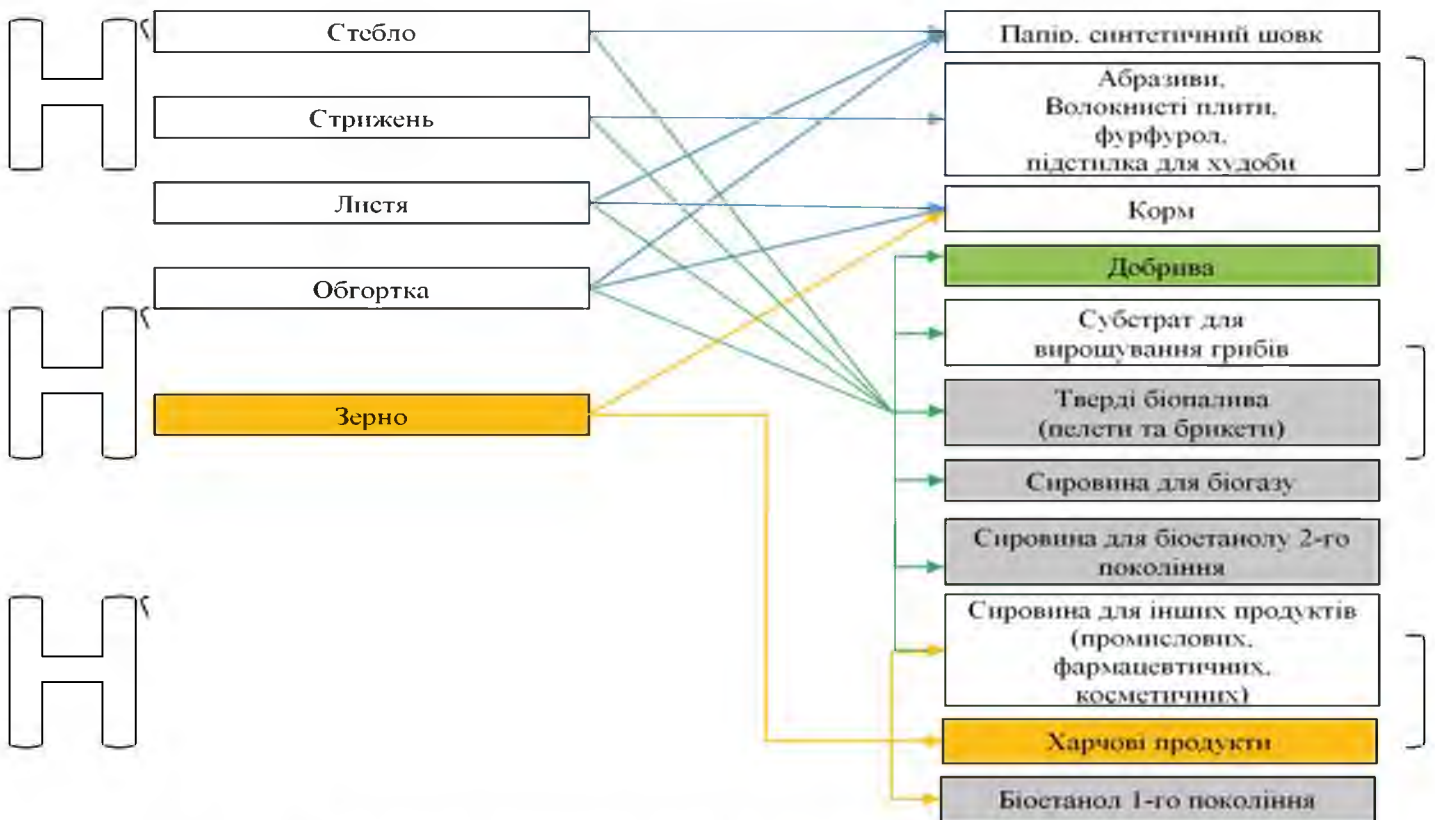 Стебло
Стрижень
Листя
Обгортка
Зерно
Папір, синтетичний шовк
Абразиви,
Волокнисті плити,
фурфурол,
підстилка для худоби
Корм
Добрива
Субстрат для
вирощування грибів
Тверді біопалива
(пелети та брикети)
Сировина для біогазу
Сировина для біоетанолу 2-го
покоління
Сировина для інших продуктів
(промислових,
фармацевтичних,
косметичних)
Харчові продукти
Біоетанол 1-го покоління